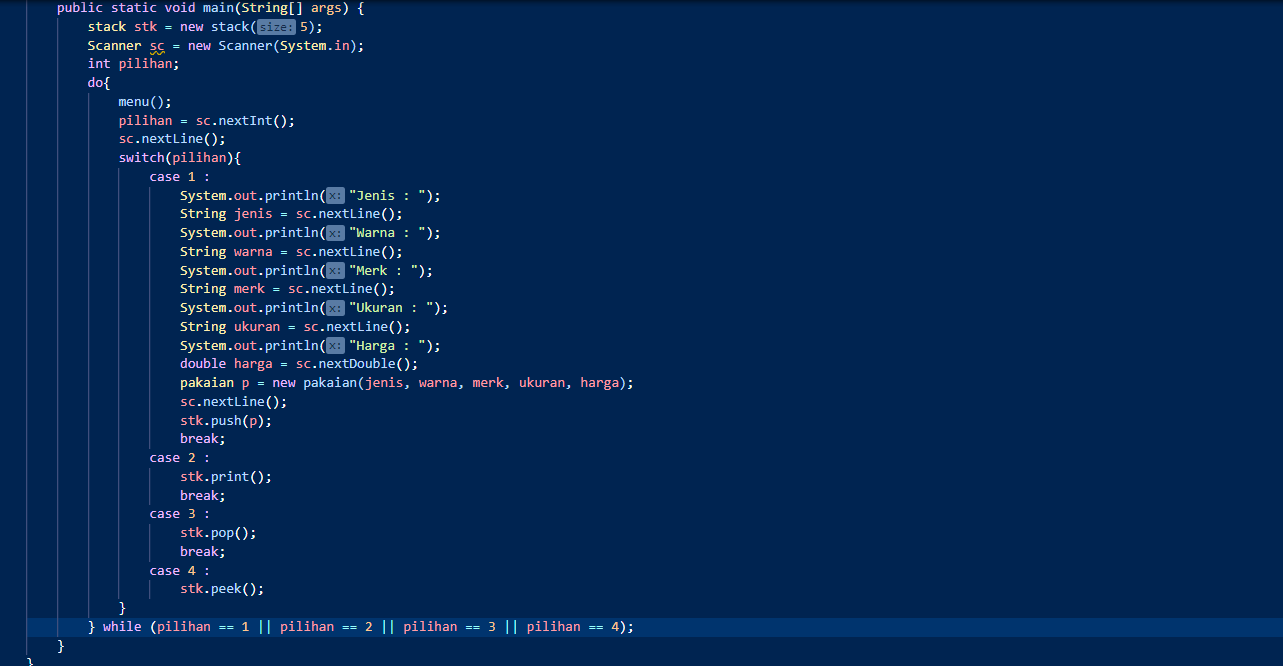 public static void main(String[] args) {
stack stk = new stack(size: 5);
Scanner sc = new Scanner(System.in);
int pilihan;
do{
menu();
pilihan = sc.nextInt();
sc.nextLine();
switch(pilihan){
case 1 :
System.out.println(x: "Jenis : ");
String jenis = sc.nextLine();
System.out.println(x: "Warna : ");
String warna = sc.nextLine();
System.out.println(x: "Merk : ");
String merk = sc.nextLine();
System.out.println(x: "Ukuran : ");
String ukuran = sc.nextLine();
System.out.println(x: "Harga : ");
double harga = sc.nextDouble();
pakaian p = new pakaian(jenis, warna, merk, ukuran, harga);
sc.nextLine();
stk.push(p);
break;
case 2 :
stk.print();
break;
case 3 :
stk.pop();
break;
case 4 :
stk.peek();
}
} while (pilihan == 1 || pilihan == 2 || pilihan == 3 || pilihan == 4);
}
}